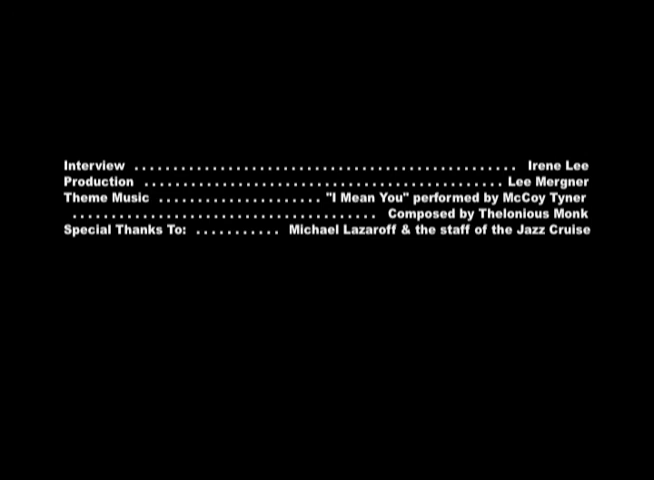 Interview ................................................. Irene Lee
Production .............................................. Lee Mergner
Theme Music ..................... "I Mean You" performed by McCoy Tyner
....................................... Composed by Thelonious Monk
Special Thanks To: ........... Michael Lazaroff & the staff of the Jazz Cruise